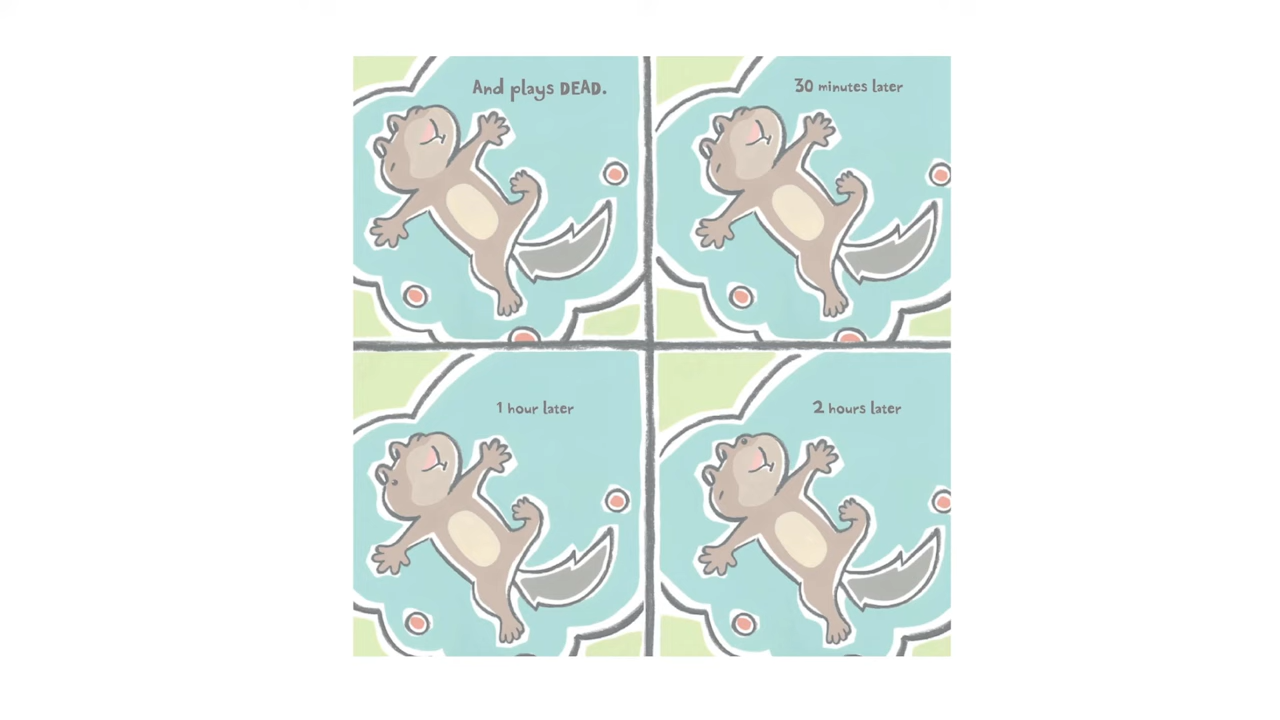 And plays DEAD.
30 minutes later
1 hour later
2 hours later